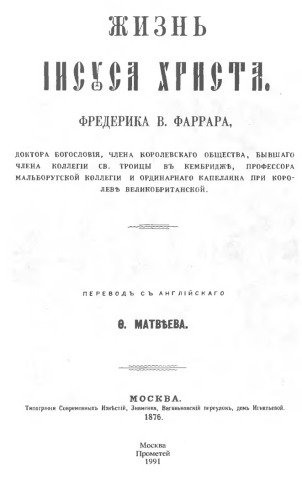 ЖИЗНЬ
ІИСУСА ХРИСТА.
ФРЕДЕРИКА В. ФАРРАРА,
ДОКТОРА БОГОСЛОВІЯ, ЧЛЕНА КОРОЛЕВСКАГО ОБЩЕСТВА, БЫВШАГО
ЧЛЕНА КОЛЛЕГІИ СВ. ТРОИЦЫ ВЪ КЕМБРИДЖѢ, ПРОФЕССОРА
МАЛЬБОРУГСКОЙ КОЛЛЕГІИ И ОРДИНАРНАГО КАПЕЛЛАНА ПРИ КОРО-
ЛЕВѢ ВЕЛИКОБРИТАНСКОЙ.
ПЕРЕВОДЪ СЪ АНГЛІЙСКАГО
Ѳ. МАТВѢЕВА.
МОСКВА.
Типографія Современныхъ Извѣстій, Знаменка, Ваганьковскій переулокъ, домъ Игнатьевой.
1876.
Москва
Прометей
1991